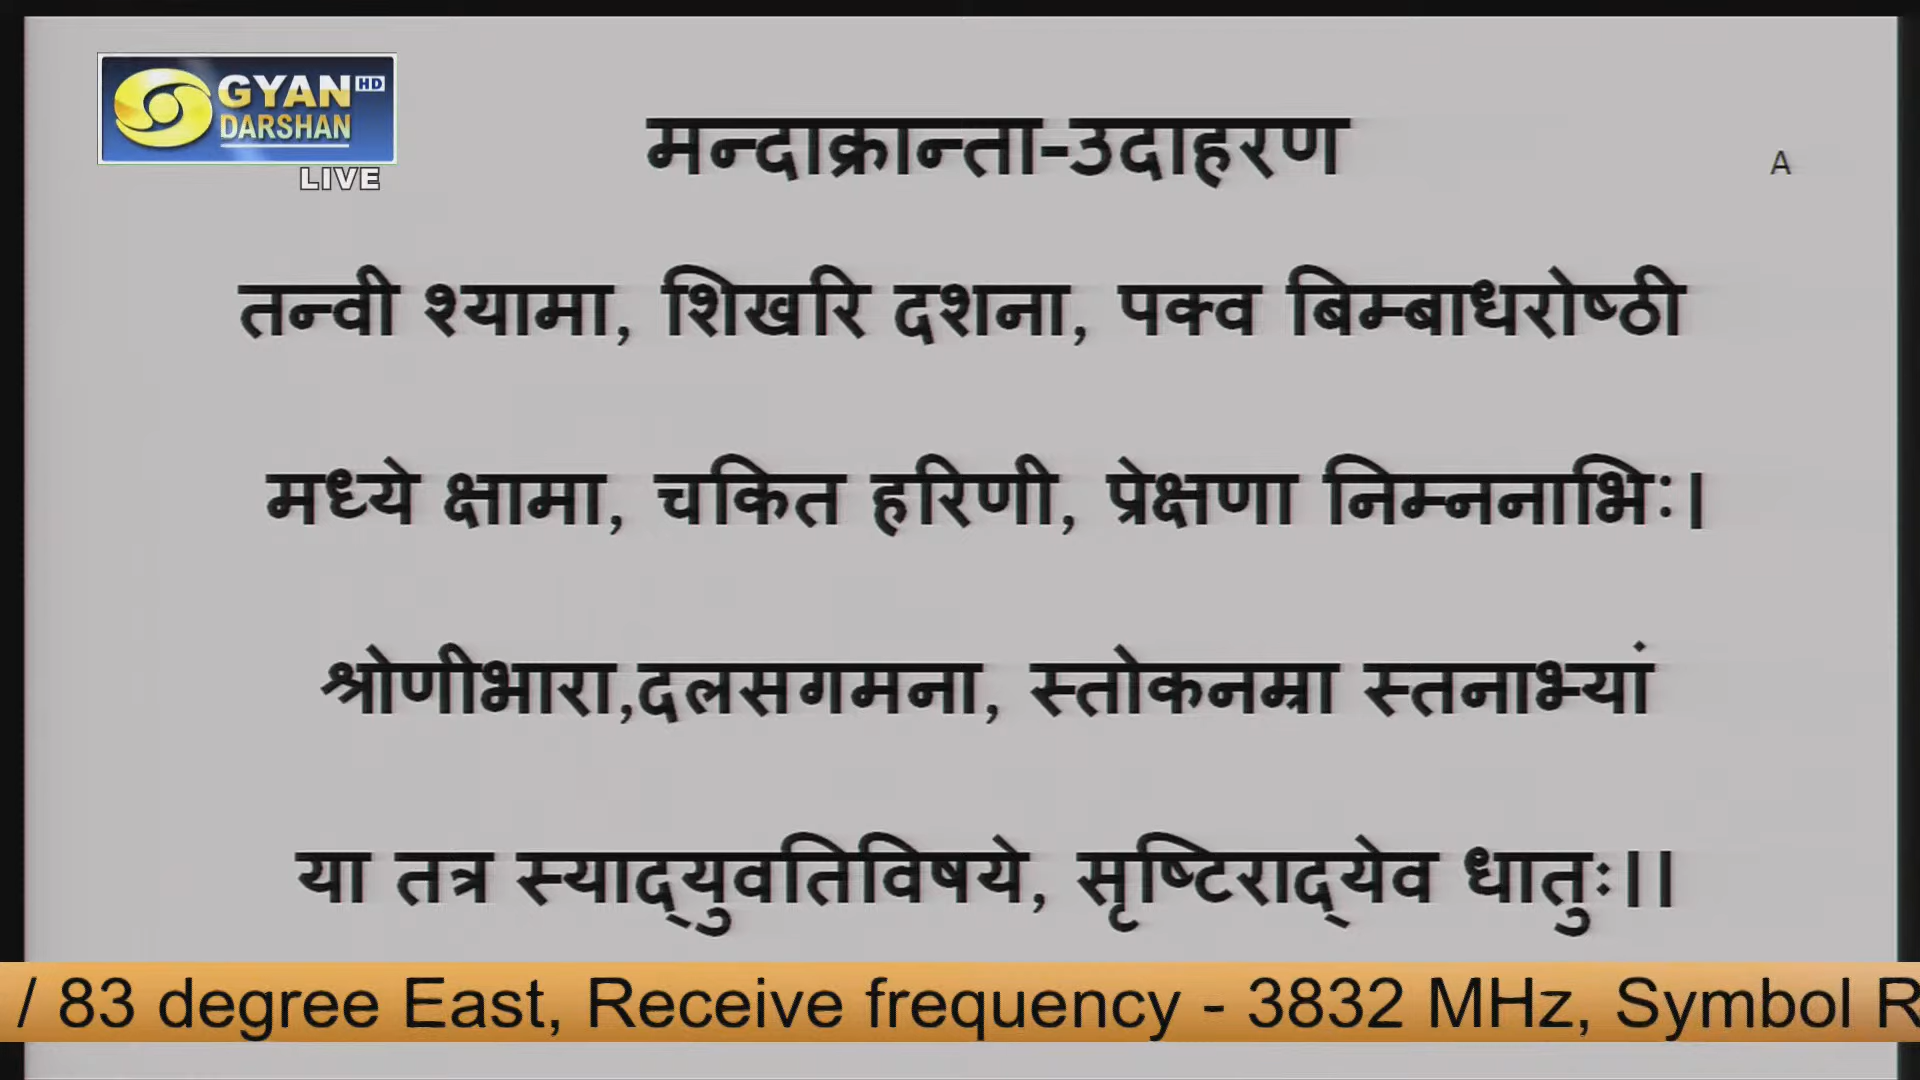 GYAN HD
DARSHAN
LIVE
मन्दाक्रान्ता-उदाहरण
A
तन्वी श्यामा, शिखरि दशना, पक्व बिम्बाधरोष्ठी
मध्ये क्षामा, चकित हरिणी, प्रेक्षणा निम्ननाभिः।
श्रोणीभारा,दलसगमना, स्तोकनम्रा स्तनाभ्यां
या तत्र स्याद्‌युवतिविषये, सृष्टिराद्‌येव धातुः।।
/ 83 degree East, Receive frequency - 3832 MHz, Symbol R